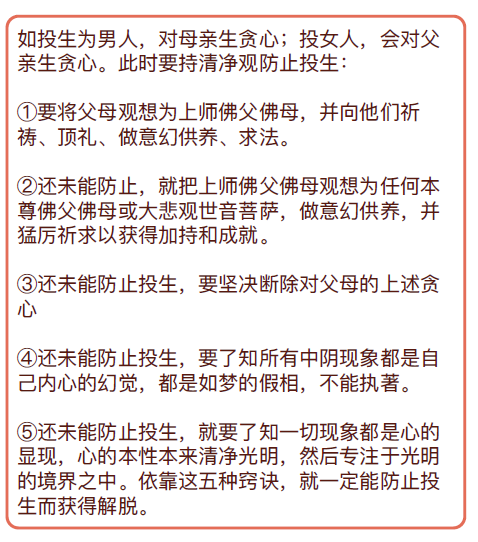 如投生为男人，对母亲生贪心；投女人，会对父
亲生贪心。此时要持清净观防止投生：
①要将父母观想为上师佛父佛母，并向他们祈
祷、顶礼、做意幻供养、求法。
②还未能防止，就把上师佛父佛母观想为任何本
尊佛父佛母或大悲观世音菩萨，做意幻供养，并
猛厉祈求以获得加持和成就。
③还未能防止投生，要坚决断除对父母的上述贪
心
④还未能防止投生，要了知所有中阴现象都是自
己内心的幻觉，都是如梦的假相，不能执著。
⑤还未能防止投生，就要了知一切现象都是心的
显现，心的本性本来清净光明，然后专注于光明
的境界之中。依靠这五种窍诀，就一定能防止投
生而获得解脱。